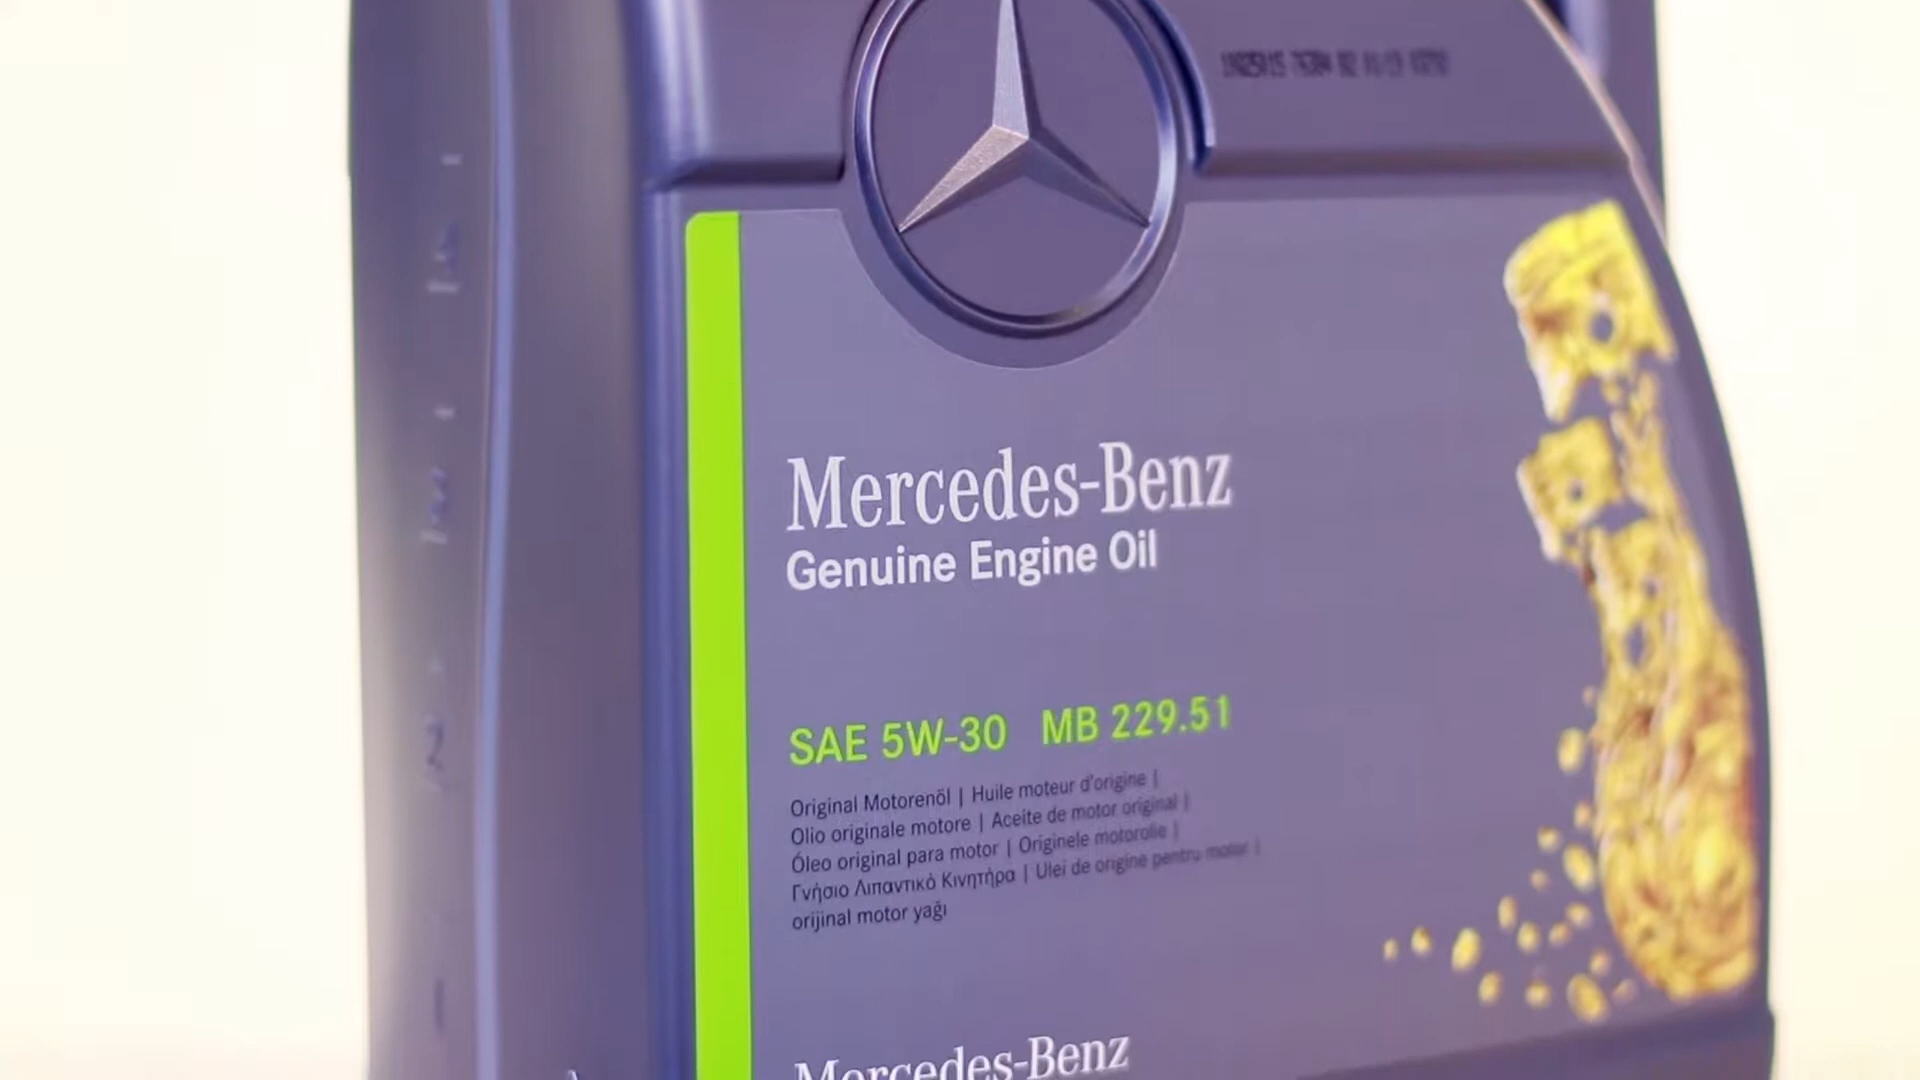 Mercedes-Benz
Genuine Engine Oil
SAE 5W-30 MB 229.51
Original Motorenöl | Huile moteur d'origine |
Olio originale motore | Aceite de motor original |
Óleo original para motor | Originele motorolie |
Γνήσιο Λιπαντικό Κινητήρα | Ulei de origine pentru motor |
orijinal motor yağı
Mercedes-Benz